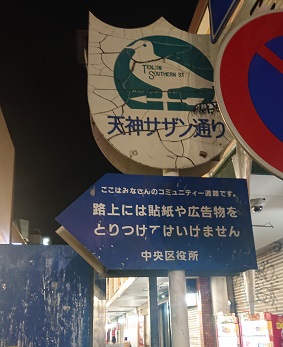 TENJIN
SOUTHERN ST.
天神サザン通り
ここはみなさんのコミュニティー道路です。
路上には貼紙や広告物を
とりつけてはいけません
中央区役所